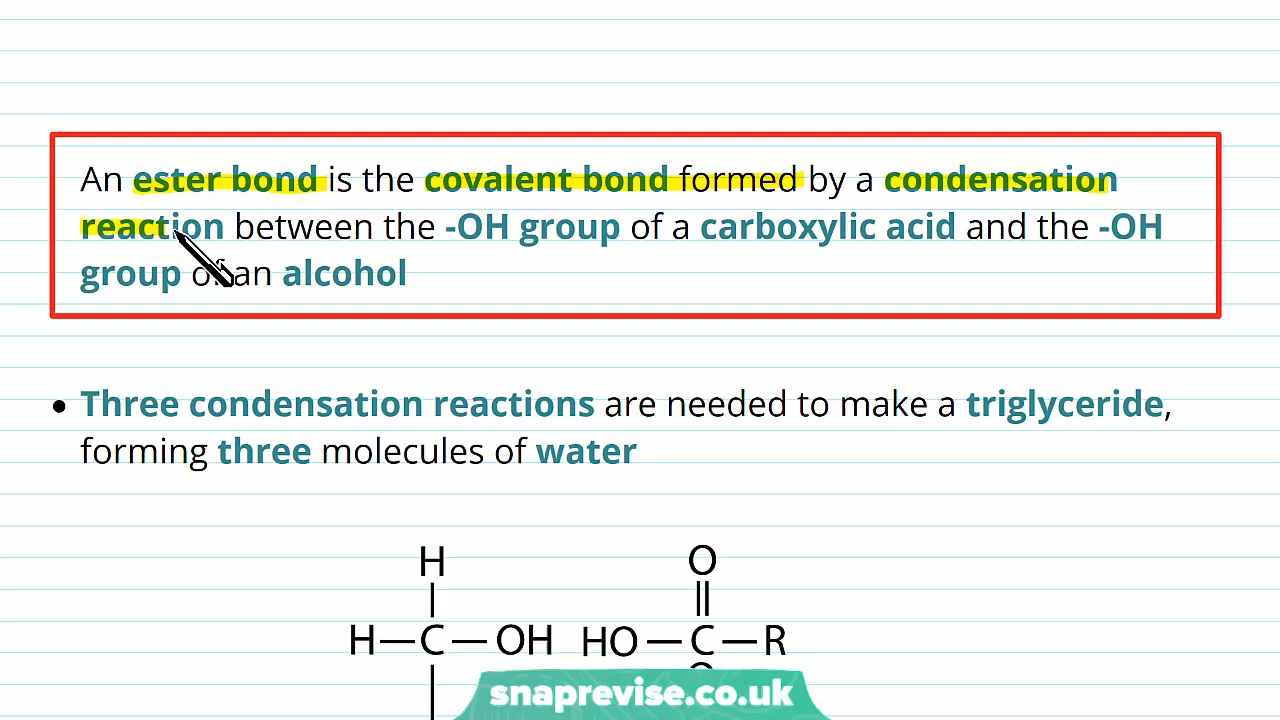 An ester bond is the covalent bond formed by a condensation
reaction between the -OH group of a carboxylic acid and the -OH
group of an alcohol
• Three condensation reactions are needed to make a triglyceride,
forming three molecules of water
H
O
H—C—OH HO—C—R
snaprevise.co.uk